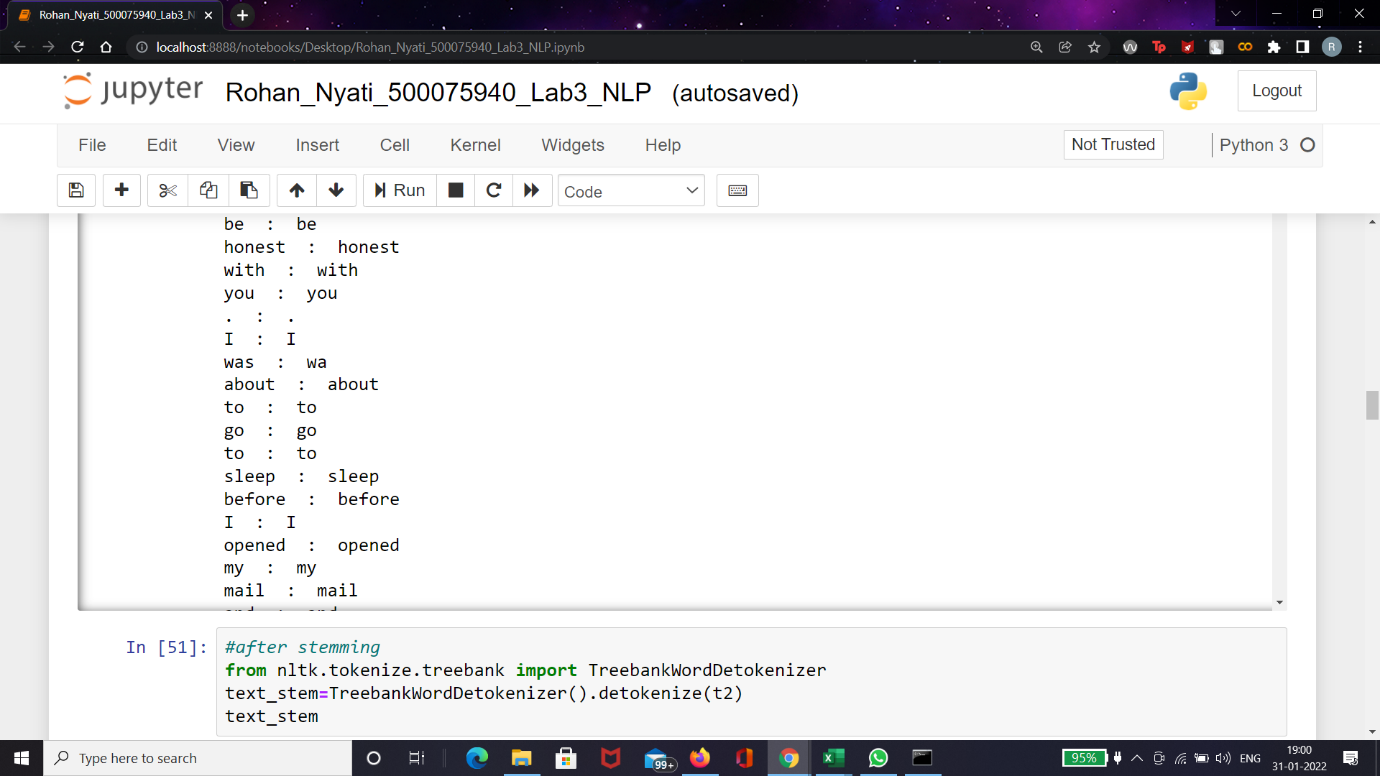 Rohan_Nyati_500075940_Lab3_N
localhost:8888/notebooks/Desktop/Rohan_Nyati_500075940_Lab3_NLP.ipynb
Tp
R
jupyter Rohan_Nyati_500075940_Lab3_NLP (autosaved)
Logout
File Edit View Insert Cell Kernel Widgets Help
Not Trusted
Python 3
Run
Code
be : be
honest : honest
with : with
you : you
. : .
I : I
was : wa
about : about
to : to
go : go
to : to
sleep : sleep
before : before
I : I
opened : opened
my : my
mail : mail
In [51]: #after stemming
from nltk.tokenize.treebank import TreebankWordDetokenizer
text_stem=TreebankWordDetokenizer().detokenize(t2)
text_stem
Type here to search
99+
95%
ENG
19:00
31-01-2022